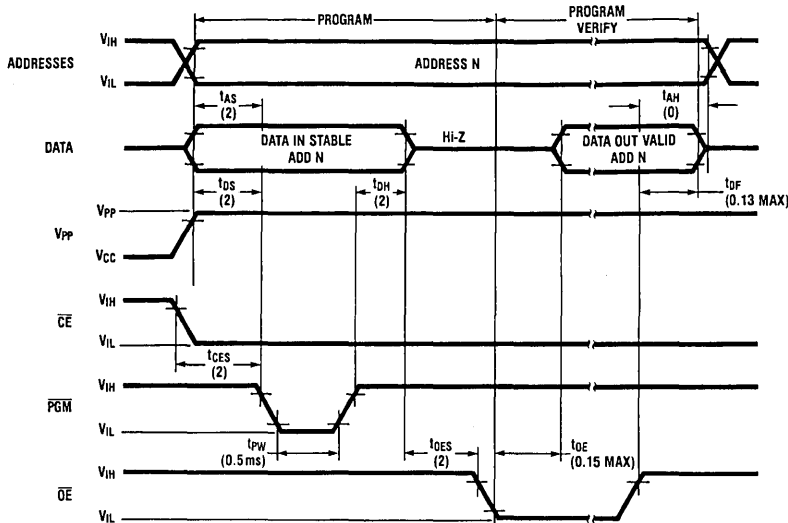 PROGRAM
PROGRAM
VERIFY
ADDRESSES
VIH
VIL
ADDRESS N
tAS
(2)
tAH
(0)
DATA
DATA IN STABLE
ADD N
Hi-Z
DATA OUT VALID
ADD N
tDS
(2)
tDH
(2)
tDF
(0.13 MAX)
VPP
VPP
VCC
CE
VIH
VIL
tCES
(2)
PGM
VIH
VIL
tPW
(0.5 ms)
tOES
(2)
tOE
(0.15 MAX)
OE
VIH
VIL